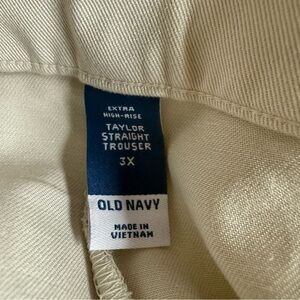 EXTRA
HIGH-RISE
TAYLOR
STRAIGHT
TROUSER
3X
OLD NAVY
MADE IN
VIETNAM